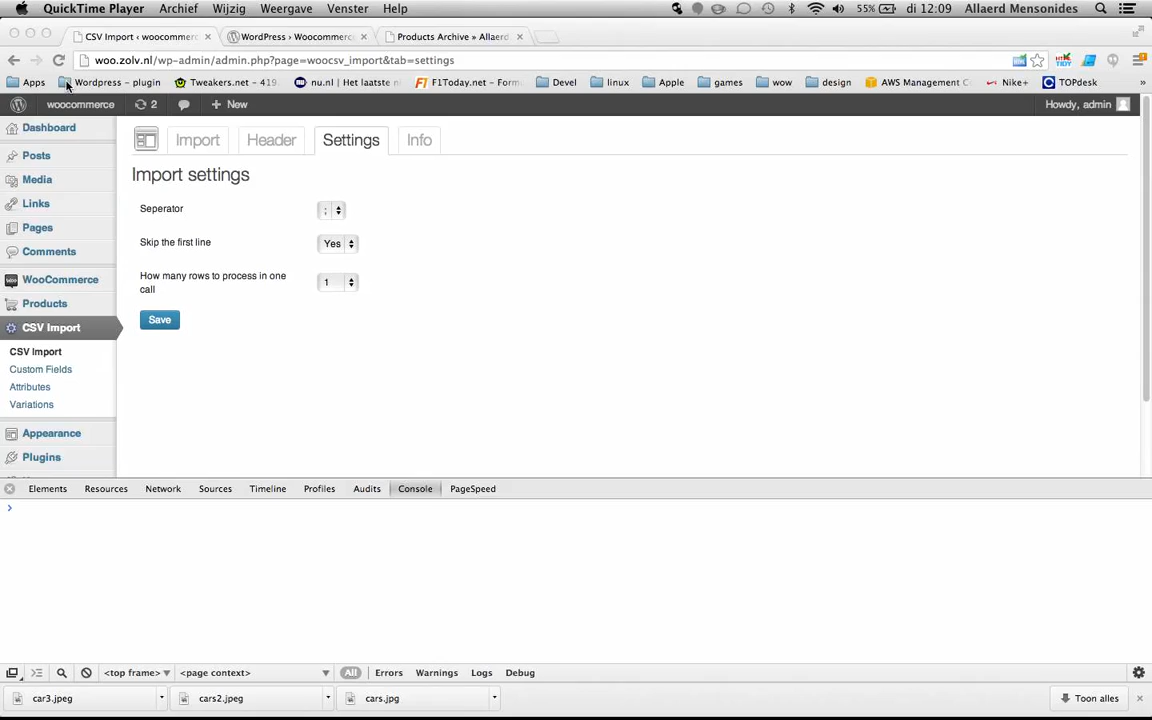 QuickTime Player Archief Wijzig Weergave Venster Help 55% di 12:09 Allaerd Mensonides
CSV Import ‹ woocommerc × WordPress › Woocommerc × Products Archive » Allaerd ×
woo.zolv.nl/wp-admin/admin.php?page=woocsv_import&tab=settings
Apps Wordpress - plugin Tweakers.net - 419 nu.nl | Het laatste n F1Today.net - Form Devel linux Apple games wow design AWS Management C Nike+ TOPdesk »
woocommerce 2 + New Howdy, admin
Dashboard
Posts
Media
Links
Pages
Comments
WooCommerce
Products
CSV Import
CSV Import
Custom Fields
Attributes
Variations
Appearance
Plugins
Import Header Settings Info
Import settings
Seperator ;
Skip the first line Yes
How many rows to process in one
call 1
Save
Elements Resources Network Sources Timeline Profiles Audits Console PageSpeed
>
<top frame> <page context> All Errors Warnings Logs Debug
car3.jpeg cars2.jpeg cars.jpg Toon alles ×